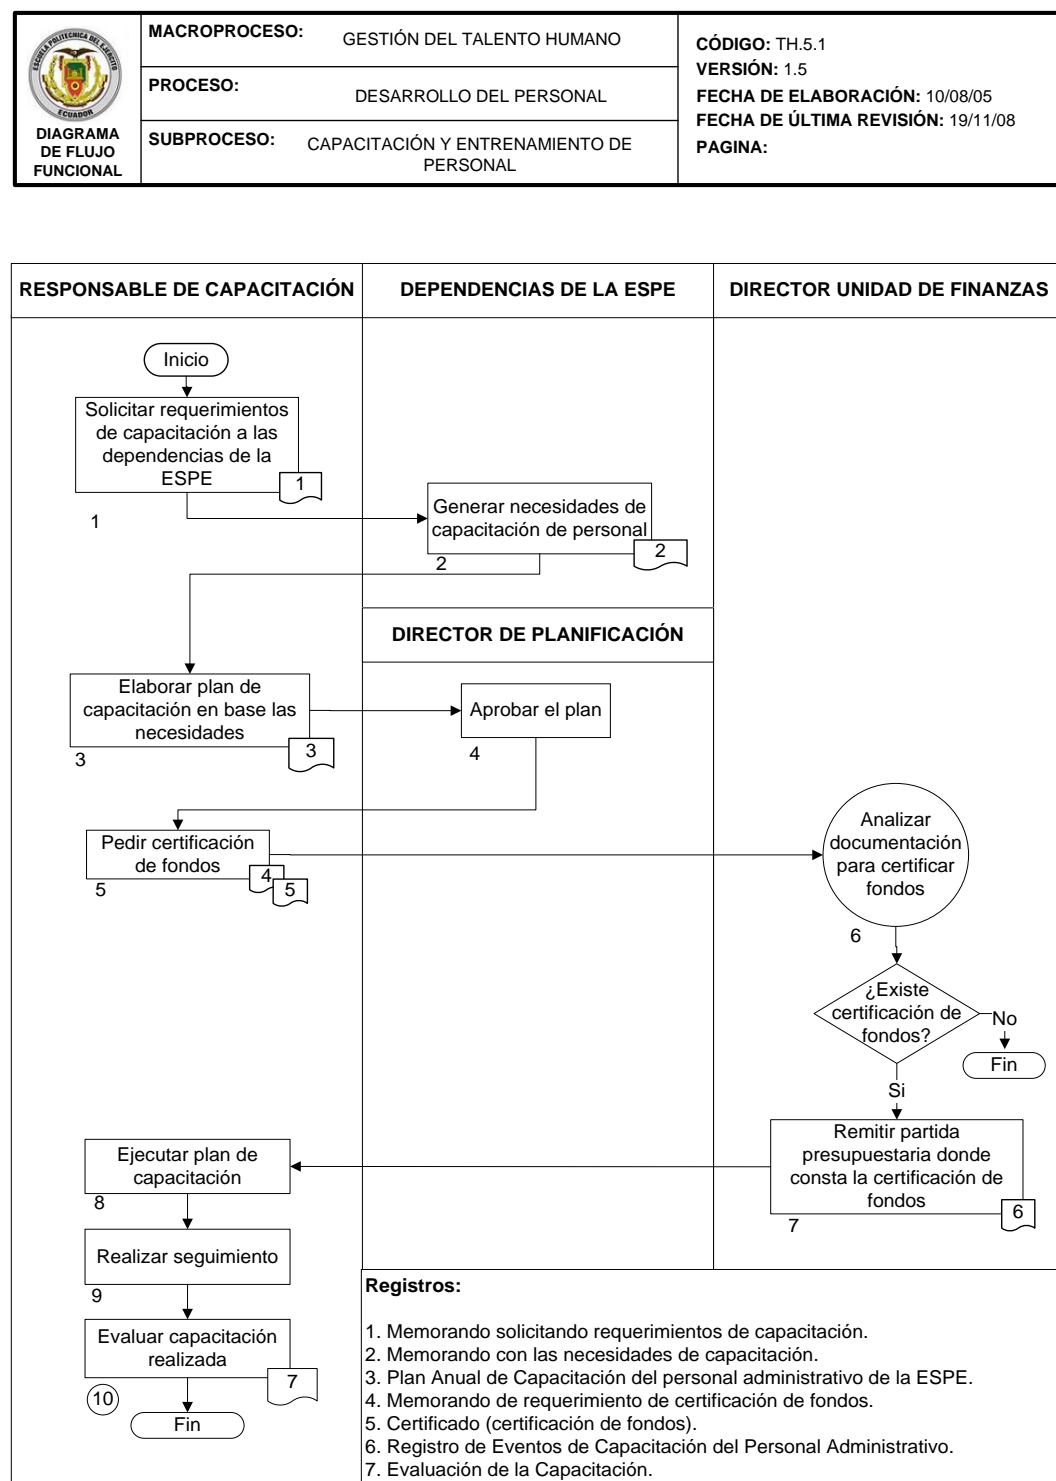 ESCUELA POLITECNICA DEL EJERCITO
ECUADOR
DIAGRAMA
DE FLUJO
FUNCIONAL
MACROPROCESO:
GESTIÓN DEL TALENTO HUMANO
PROCESO:
DESARROLLO DEL PERSONAL
SUBPROCESO:
CAPACITACIÓN Y ENTRENAMIENTO DE
PERSONAL
CÓDIGO: TH.5.1
VERSIÓN: 1.5
FECHA DE ELABORACIÓN: 10/08/05
FECHA DE ÚLTIMA REVISIÓN: 19/11/08
PAGINA:
RESPONSABLE DE CAPACITACIÓN
DEPENDENCIAS DE LA ESPE
DIRECTOR UNIDAD DE FINANZAS
Inicio
Solicitar requerimientos
de capacitación a las
dependencias de la
ESPE
1
1
Generar necesidades de
capacitación de personal
2
2
DIRECTOR DE PLANIFICACIÓN
Elaborar plan de
capacitación en base las
necesidades
3
3
Aprobar el plan
4
Pedir certificación
de fondos
4
5
5
Analizar
documentación
para certificar
fondos
6
¿Existe
certificación de
fondos?
No
Fin
Si
Remitir partida
presupuestaria donde
consta la certificación de
fondos
6
7
Ejecutar plan de
capacitación
8
Realizar seguimiento
9
Evaluar capacitación
realizada
7
10
Fin
Registros:
1. Memorando solicitando requerimientos de capacitación.
2. Memorando con las necesidades de capacitación.
3. Plan Anual de Capacitación del personal administrativo de la ESPE.
4. Memorando de requerimiento de certificación de fondos.
5. Certificado (certificación de fondos).
6. Registro de Eventos de Capacitación del Personal Administrativo.
7. Evaluación de la Capacitación.